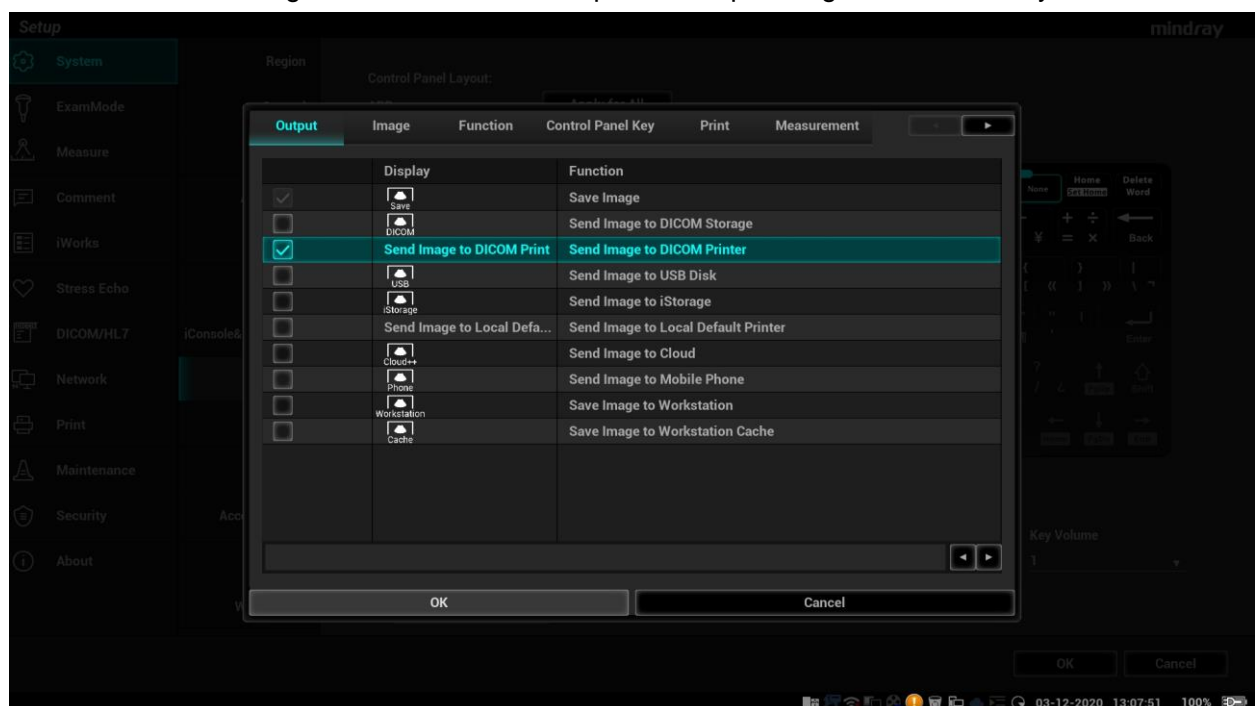 Setup
mindray
System
Region
Control Panel Layout:
ExamMode
Output Image Function Control Panel Key Print Measurement
Measure
Display Function
Home Delete
None Set Home Word
Save
Save Image
Comment
DICOM
Send Image to DICOM Storage
iWorks
¥ = × Back
Send Image to DICOM Print Send Image to DICOM Printer
USB
Send Image to USB Disk
Stress Echo
iStorage
Send Image to iStorage
DICOM/HL7 iConsole&
Send Image to Local Defa... Send Image to Local Default Printer
Enter
Cloud++
Send Image to Cloud
Network
Phone
Send Image to Mobile Phone
Workstation
Save Image to Workstation
Print
Cache
Save Image to Workstation Cache
Maintenance
Security
Key Volume
About
1
OK Cancel
OK Cancel
03-12-2020 13:07:51 100%